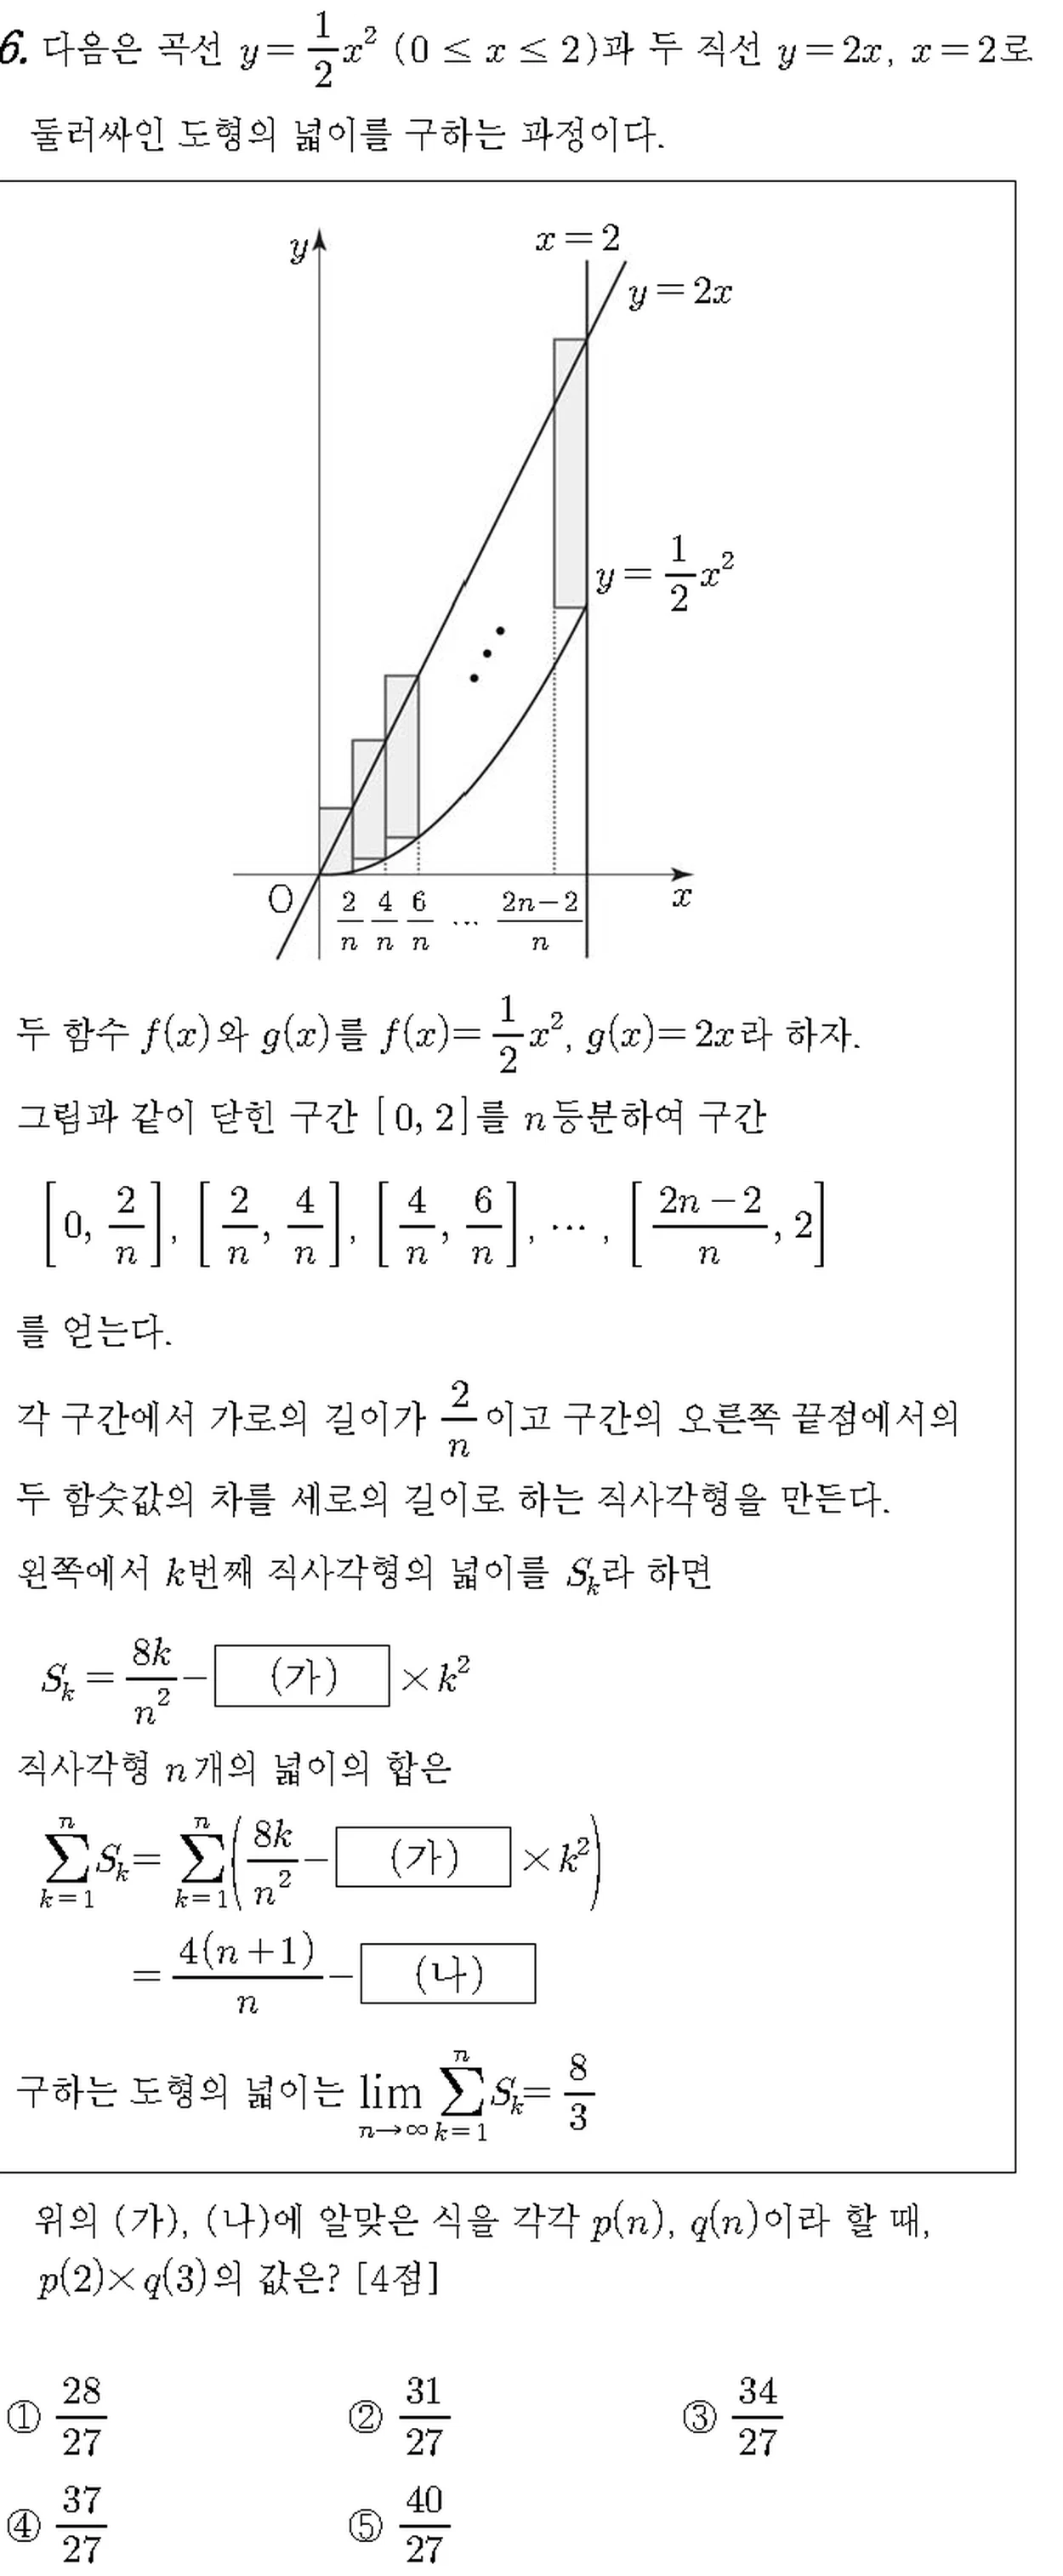 6. 다음은 곡선 y = 1/2 x² (0 ≤ x ≤ 2)과 두 직선 y = 2x, x = 2로
둘러싸인 도형의 넓이를 구하는 과정이다.
y
x = 2
y = 2x
y = 1/2 x²
O
2/n 4/n 6/n ⋯ (2n−2)/n
x
두 함수 f(x)와 g(x)를 f(x) = 1/2 x², g(x) = 2x라 하자.
그림과 같이 닫힌 구간 [0, 2]를 n등분하여 구간
[0, 2/n], [2/n, 4/n], [4/n, 6/n], ⋯, [(2n−2)/n, 2]
를 얻는다.
각 구간에서 가로의 길이가 2/n이고 구간의 오른쪽 끝점에서의
두 함숫값의 차를 세로의 길이로 하는 직사각형을 만든다.
왼쪽에서 k번째 직사각형의 넓이를 Sₖ라 하면
Sₖ = 8k/n² − (가) × k²
직사각형 n개의 넓이의 합은
∑ₖ₌₁ⁿ Sₖ = ∑ₖ₌₁ⁿ (8k/n² − (가) × k²)
= 4(n+1)/n − (나)
구하는 도형의 넓이는 lim n→∞ ∑ₖ₌₁ⁿ Sₖ = 8/3
위의 (가), (나)에 알맞은 식을 각각 p(n), q(n)이라 할 때,
p(2)×q(3)의 값은? [4점]
① 28/27 ② 31/27 ③ 34/27
④ 37/27 ⑤ 40/27